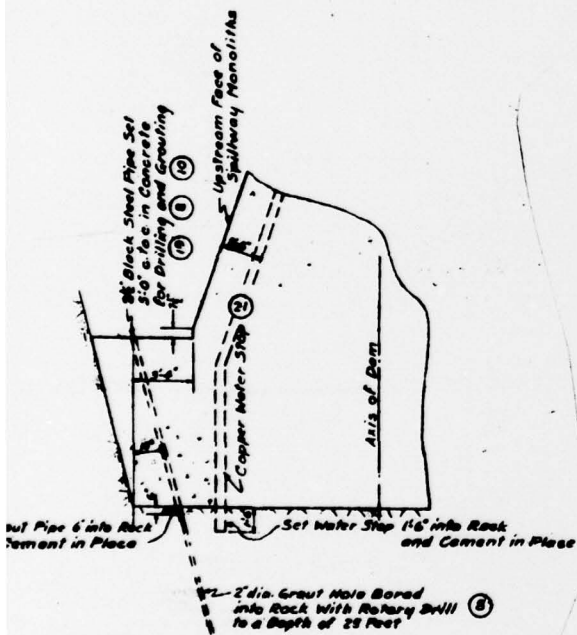 Black Steel Pipe Set
5'-0" c. to c. in Concrete
for Drilling and Grouting
19 8 10
Upstream Face of
Spillway Monoliths
21
Copper Water Stop
Axis of Dam
out Pipe 6" into Rock
Cement in Place
Set Water Stop 1'-6" into Rock
and Cement in Place
2" dia. Grout Hole Bored
into Rock With Rotary Drill
to a Depth of 25 Feet
8